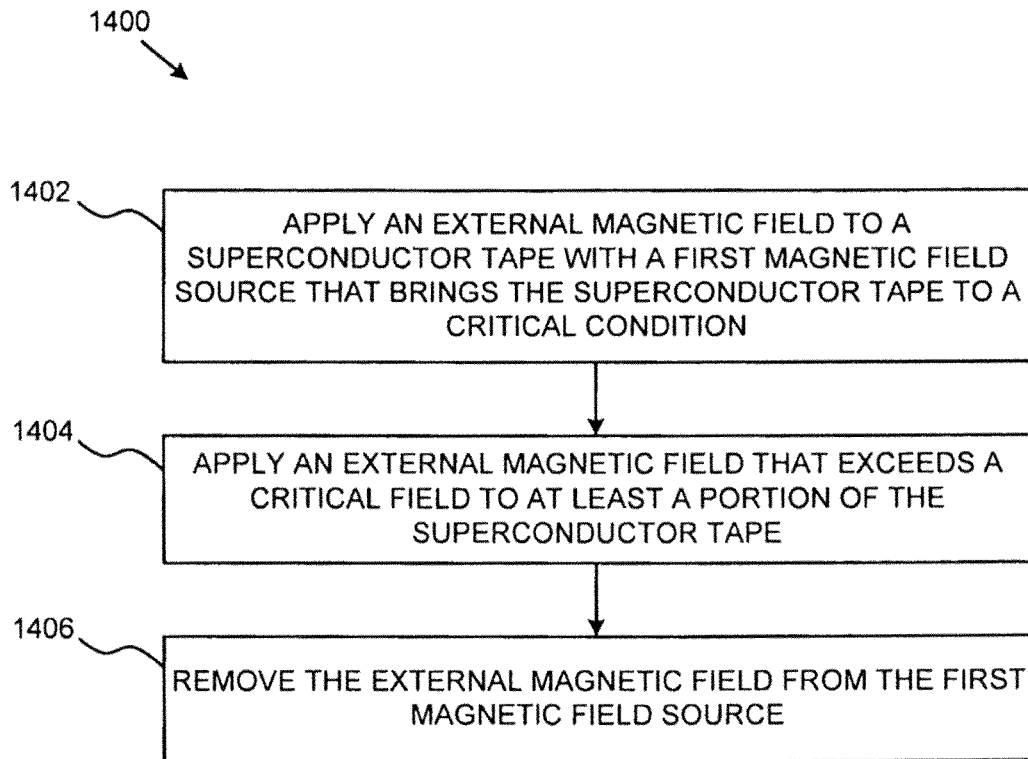 1400
1402
APPLY AN EXTERNAL MAGNETIC FIELD TO A
SUPERCONDUCTOR TAPE WITH A FIRST MAGNETIC FIELD
SOURCE THAT BRINGS THE SUPERCONDUCTOR TAPE TO A
CRITICAL CONDITION
1404
APPLY AN EXTERNAL MAGNETIC FIELD THAT EXCEEDS A
CRITICAL FIELD TO AT LEAST A PORTION OF THE
SUPERCONDUCTOR TAPE
1406
REMOVE THE EXTERNAL MAGNETIC FIELD FROM THE FIRST
MAGNETIC FIELD SOURCE